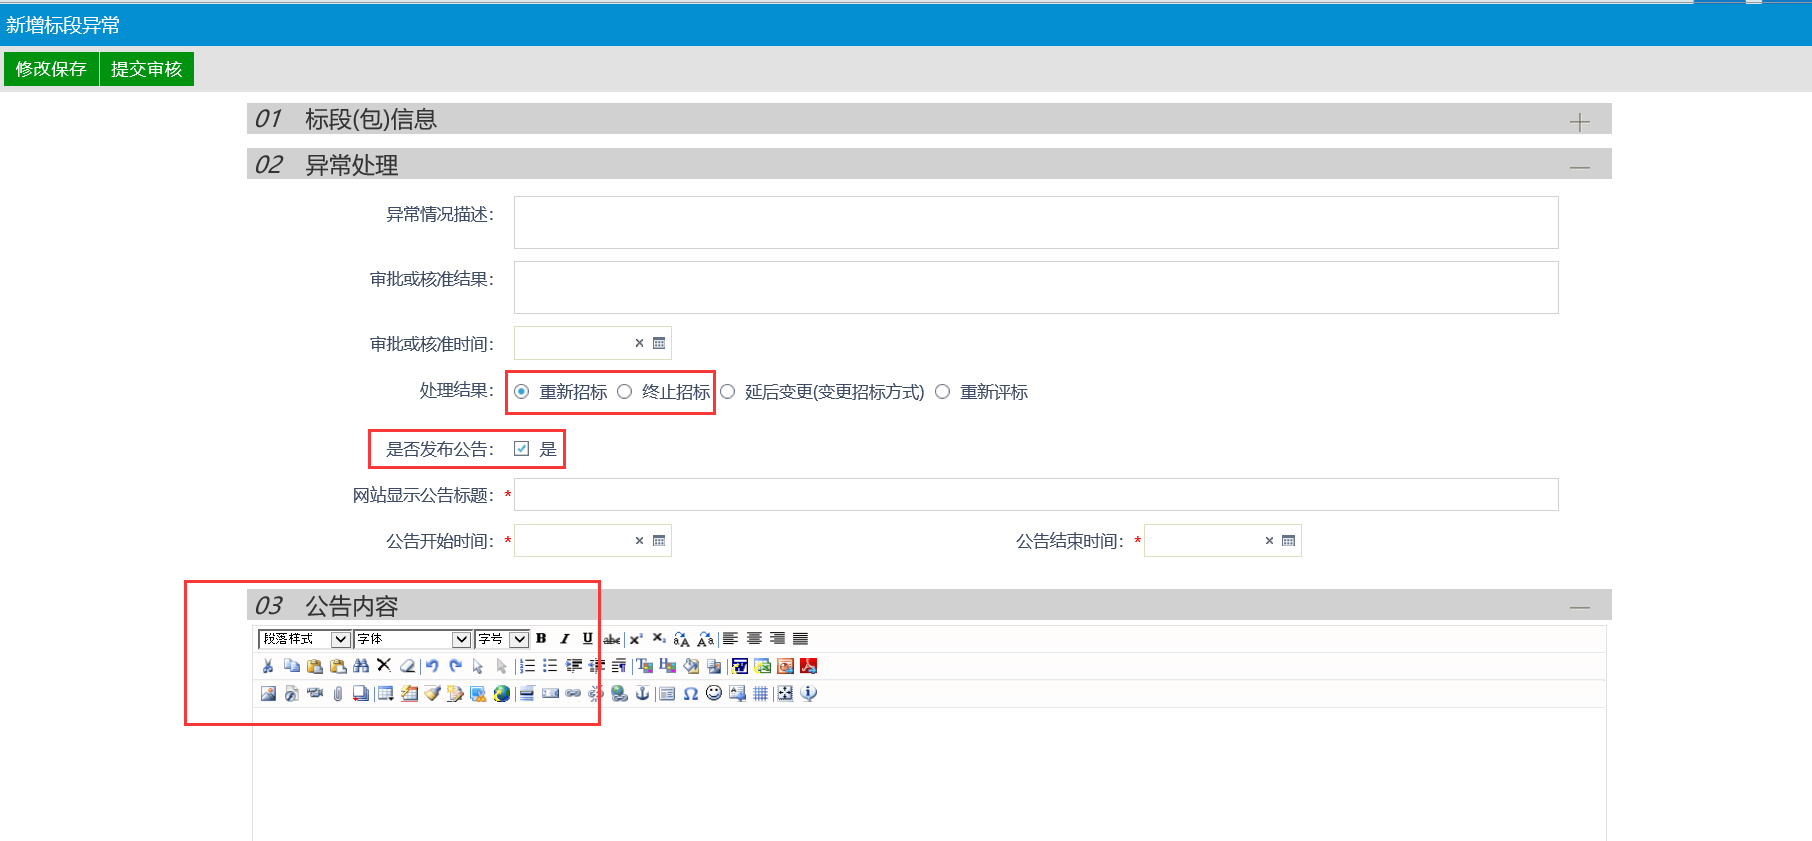 新增标段异常
修改保存 提交审核
01 标段(包)信息
02 异常处理
异常情况描述：
审批或核准结果：
审批或核准时间：
处理结果： 重新招标 终止招标 延后变更(变更招标方式) 重新评标
是否发布公告： 是
网站显示公告标题：*
公告开始时间：* 公告结束时间：*
03 公告内容
段落样式 字体 字号 B I U abc